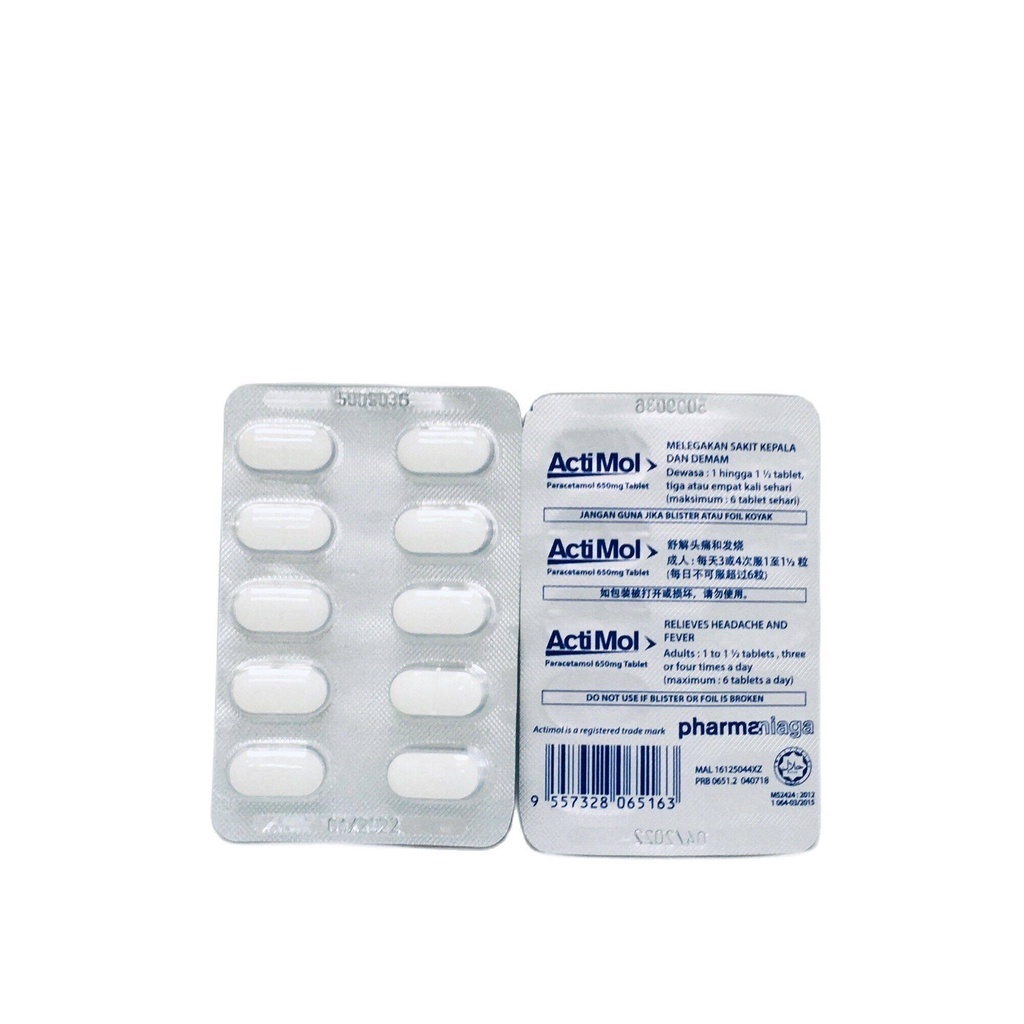 5009036
04/2022
5009036
ActiMol
Paracetamol 650mg Tablet
MELEGAKAN SAKIT KEPALA
DAN DEMAM
Dewasa : 1 hingga 1 ½ tablet,
tiga atau empat kali sehari
(maksimum : 6 tablet sehari)
JANGAN GUNA JIKA BLISTER ATAU FOIL KOYAK
ActiMol
Paracetamol 650mg Tablet
舒解头痛和发烧
成人 : 每天3或4次服1至1½ 粒
(每日不可服超过6粒)
如包装被打开或损坏，请勿使用。
ActiMol
Paracetamol 650mg Tablet
RELIEVES HEADACHE AND
FEVER
Adults : 1 to 1 ½ tablets , three
or four times a day
(maximum : 6 tablets a day)
DO NOT USE IF BLISTER OR FOIL IS BROKEN
Actimol is a registered trade mark
pharmaniaga
MAL 16125044XZ
PRB 0651.2 040718
حلال
MS2424 : 2012
1 064-03/2015
9 557328 065163
04/2022